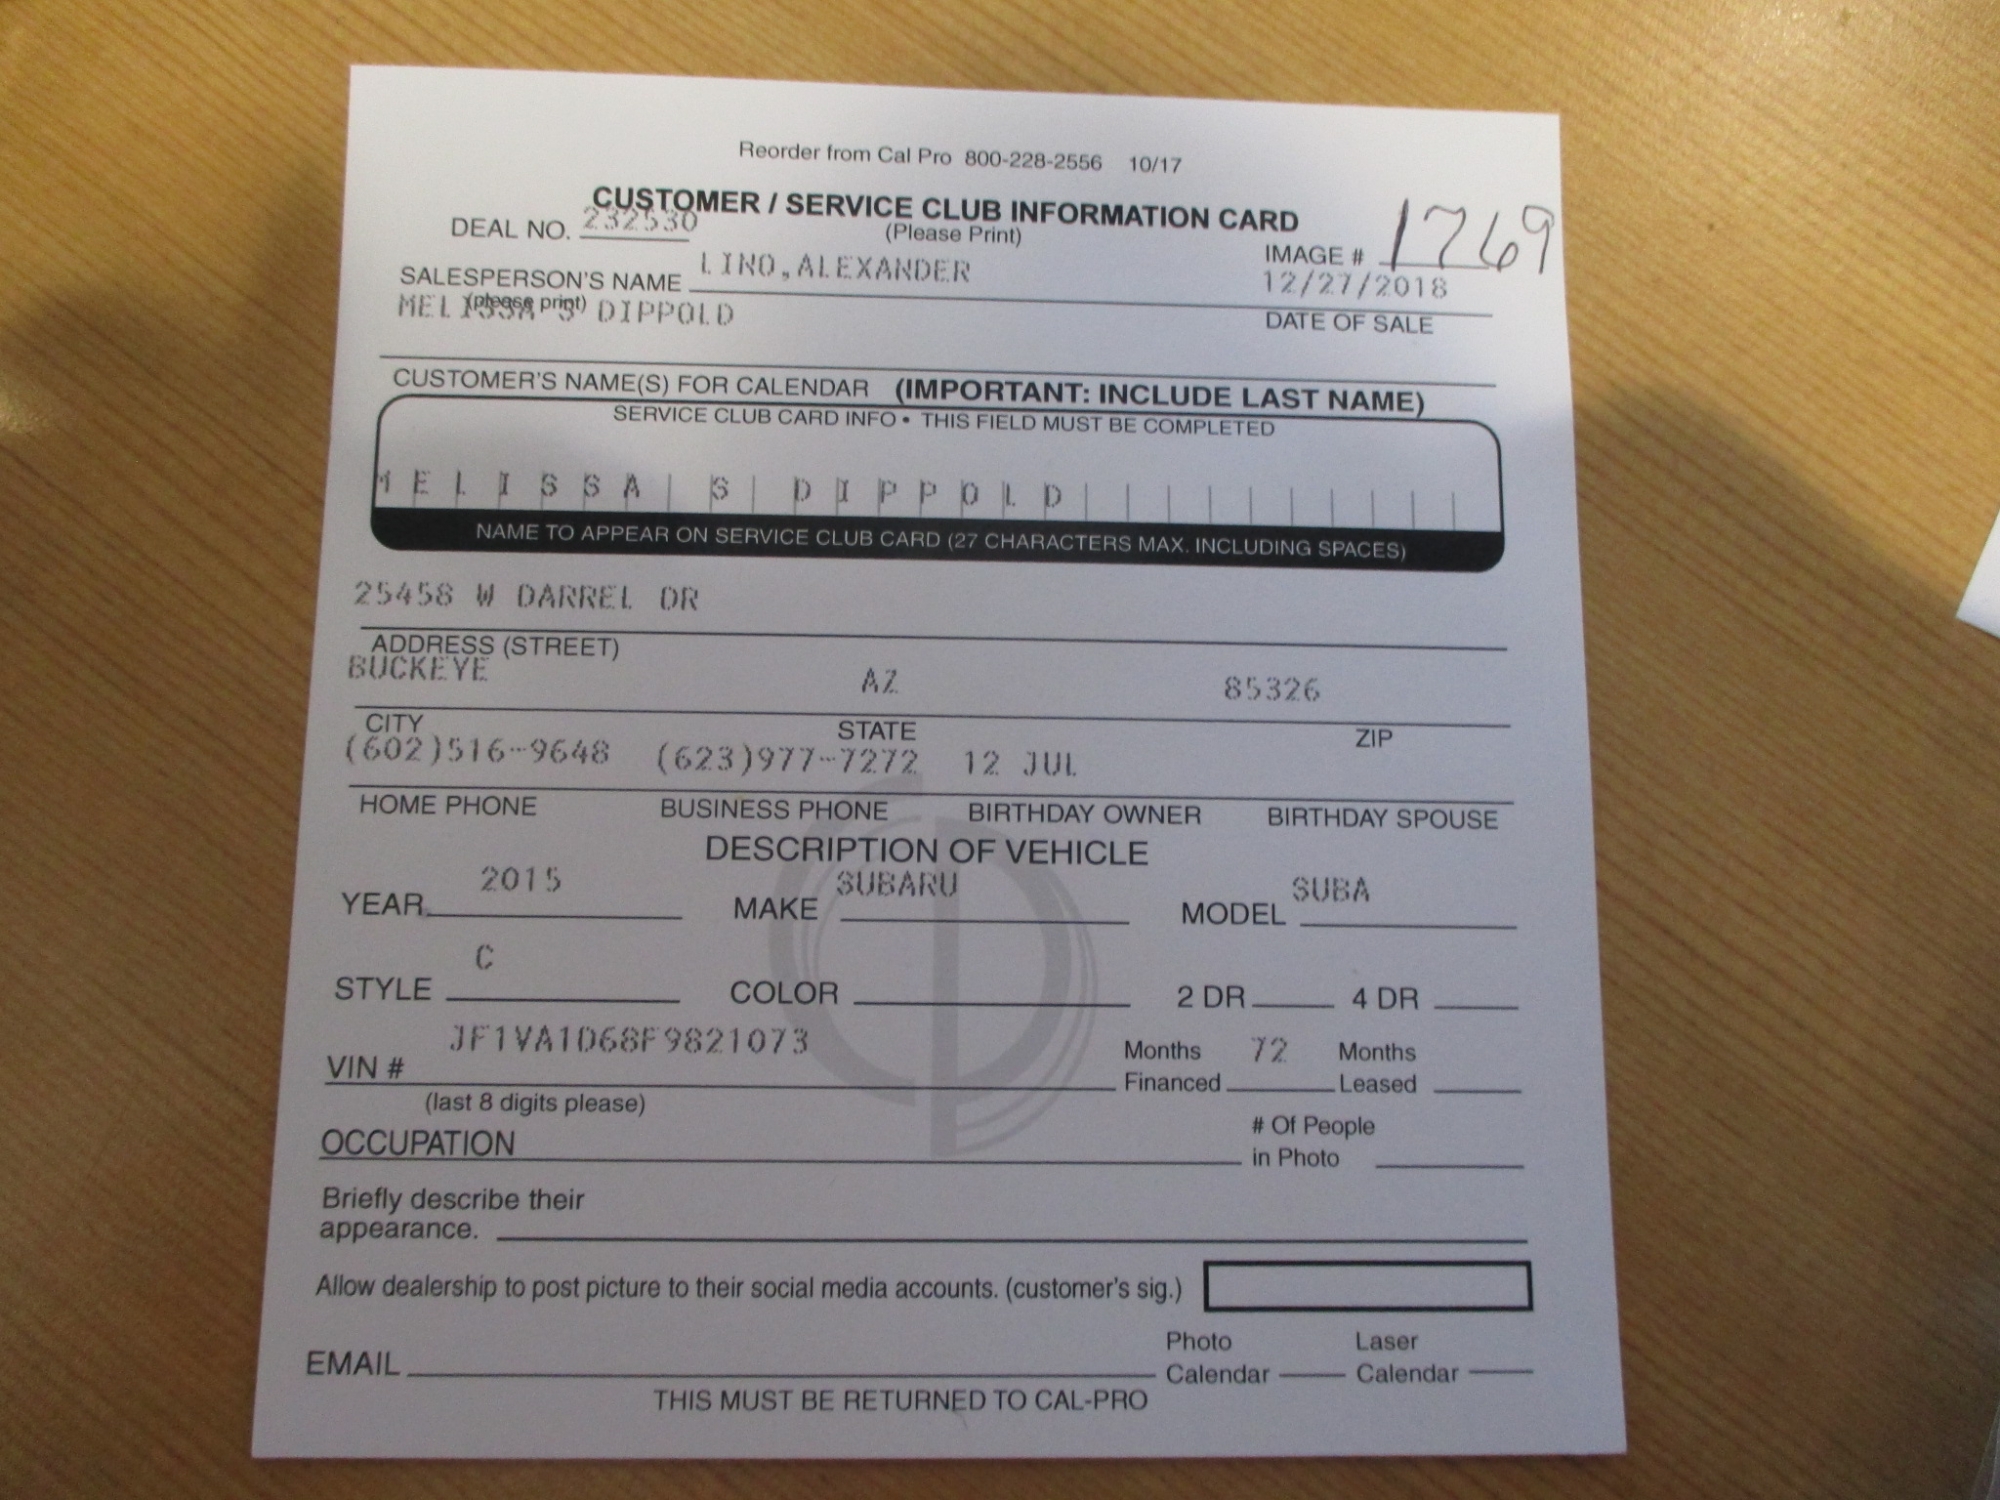 Reorder from Cal Pro 800-228-2556 10/17
CUSTOMER / SERVICE CLUB INFORMATION CARD
(Please Print)
DEAL NO. 232530
IMAGE # 1769
SALESPERSON'S NAME LINO,ALEXANDER 12/27/2018
(please print)
DATE OF SALE
MELISSA S DIPPOLD
CUSTOMER'S NAME(S) FOR CALENDAR (IMPORTANT: INCLUDE LAST NAME)
SERVICE CLUB CARD INFO • THIS FIELD MUST BE COMPLETED
MELISSA S DIPPOLD
NAME TO APPEAR ON SERVICE CLUB CARD (27 CHARACTERS MAX. INCLUDING SPACES)
25458 W DARREL DR
ADDRESS (STREET)
BUCKEYE AZ 85326
CITY STATE ZIP
(602)516-9648 (623)977-7272 12 JUL
HOME PHONE BUSINESS PHONE BIRTHDAY OWNER BIRTHDAY SPOUSE
DESCRIPTION OF VEHICLE
YEAR 2015 MAKE SUBARU MODEL SUBA
STYLE C COLOR 2 DR 4 DR
VIN # JF1VA1D68F9821073
(last 8 digits please)
Months Financed 72 Months Leased
OCCUPATION
# Of People in Photo
Briefly describe their
appearance.
Allow dealership to post picture to their social media accounts. (customer's sig.)
EMAIL
Photo Calendar Laser Calendar
THIS MUST BE RETURNED TO CAL-PRO